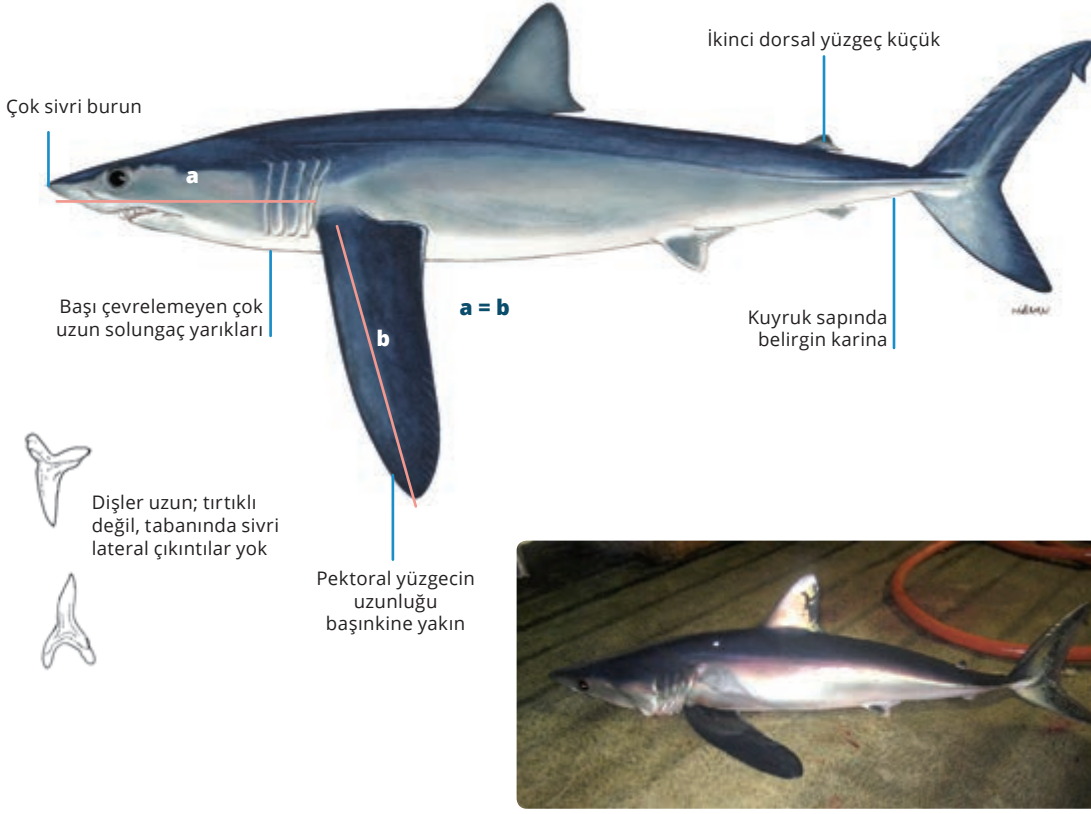 İkinci dorsal yüzgeç küçük
Çok sivri burun
a
Başı çevrelemeyen çok
uzun solungaç yarıkları
a = b
b
Kuyruk sapında
belirgin karina
Dişler uzun; tırtıklı
değil, tabanında sivri
lateral çıkıntılar yok
Pektoral yüzgecin
uzunluğu
başınkine yakın